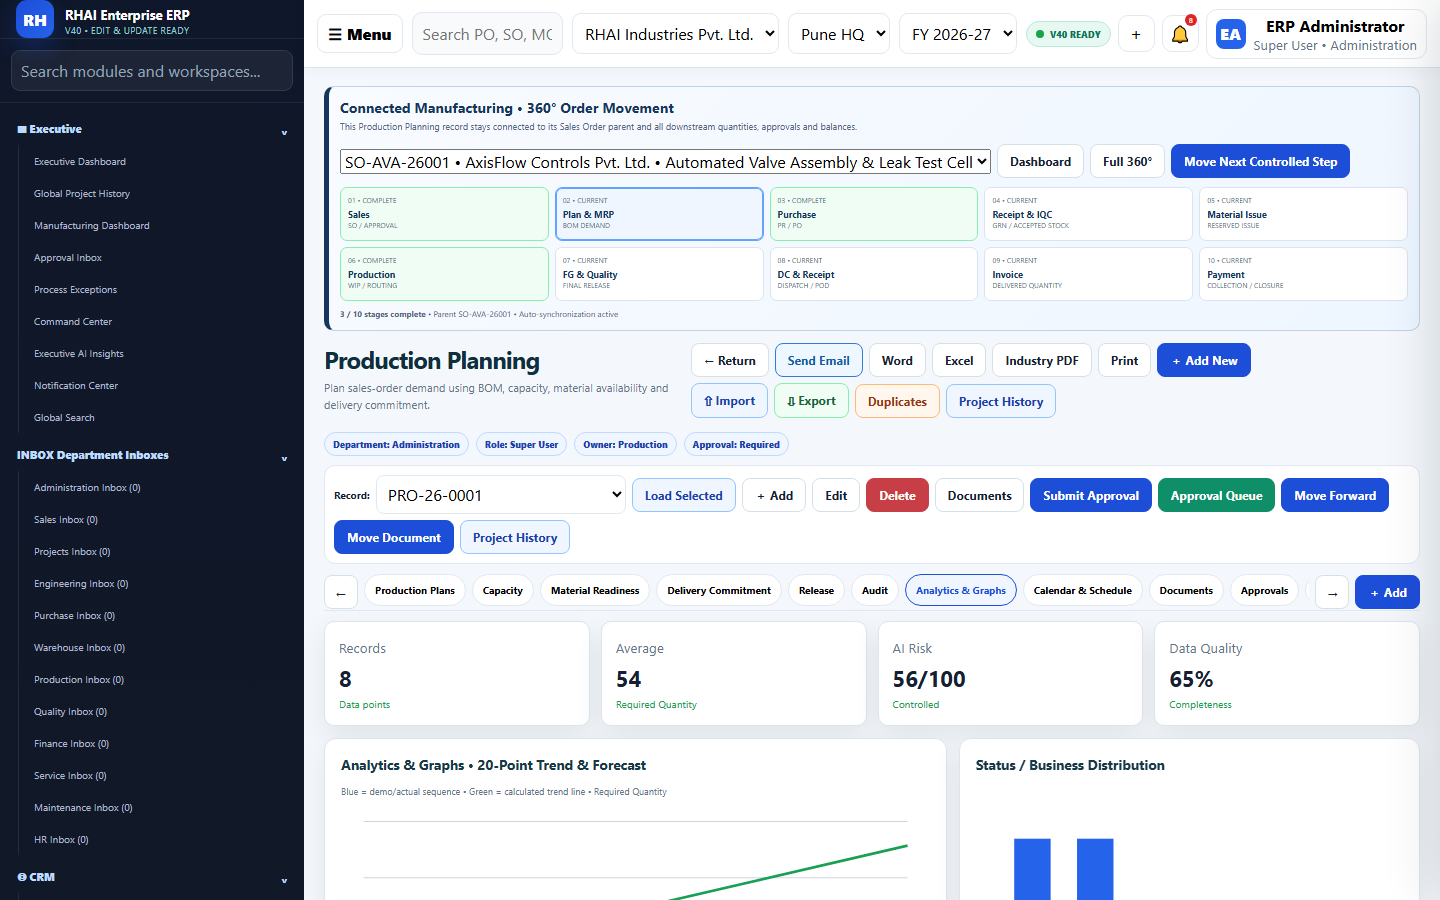 RH
RHAI Enterprise ERP
V40 • EDIT & UPDATE READY
Search modules and workspaces...
Executive
Executive Dashboard
Global Project History
Manufacturing Dashboard
Approval Inbox
Process Exceptions
Command Center
Executive AI Insights
Notification Center
Global Search
INBOX Department Inboxes
Administration Inbox (0)
Sales Inbox (0)
Projects Inbox (0)
Engineering Inbox (0)
Purchase Inbox (0)
Warehouse Inbox (0)
Production Inbox (0)
Quality Inbox (0)
Finance Inbox (0)
Service Inbox (0)
Maintenance Inbox (0)
HR Inbox (0)
CRM
☰ Menu
Search PO, SO, MO
RHAI Industries Pvt. Ltd.
Pune HQ
FY 2026-27
V40 READY
+
8
EA
ERP Administrator
Super User • Administration
Connected Manufacturing • 360° Order Movement
This Production Planning record stays connected to its Sales Order parent and all downstream quantities, approvals and balances.
SO-AVA-26001 • AxisFlow Controls Pvt. Ltd. • Automated Valve Assembly & Leak Test Cell
Dashboard
Full 360°
Move Next Controlled Step
01 • COMPLETE
Sales
SO / APPROVAL
02 • CURRENT
Plan & MRP
BOM DEMAND
03 • COMPLETE
Purchase
PR / PO
04 • CURRENT
Receipt & IQC
GRN / ACCEPTED STOCK
05 • CURRENT
Material Issue
RESERVED ISSUE
06 • COMPLETE
Production
WIP / ROUTING
07 • CURRENT
FG & Quality
FINAL RELEASE
08 • CURRENT
DC & Receipt
DISPATCH / POD
09 • CURRENT
Invoice
DELIVERED QUANTITY
10 • CURRENT
Payment
COLLECTION / CLOSURE
3 / 10 stages complete • Parent SO-AVA-26001 • Auto-synchronization active
Production Planning
Plan sales-order demand using BOM, capacity, material availability and
delivery commitment.
← Return
Send Email
Word
Excel
Industry PDF
Print
+ Add New
⇧ Import
⇩ Export
Duplicates
Project History
Department: Administration
Role: Super User
Owner: Production
Approval: Required
Record:
PRO-26-0001
Load Selected
+ Add
Edit
Delete
Documents
Submit Approval
Approval Queue
Move Forward
Move Document
Project History
←
Production Plans
Capacity
Material Readiness
Delivery Commitment
Release
Audit
Analytics & Graphs
Calendar & Schedule
Documents
Approvals
→
+ Add
Records
8
Data points
Average
54
Required Quantity
AI Risk
56/100
Controlled
Data Quality
65%
Completeness
Analytics & Graphs • 20-Point Trend & Forecast
Blue = demo/actual sequence • Green = calculated trend line • Required Quantity
Status / Business Distribution